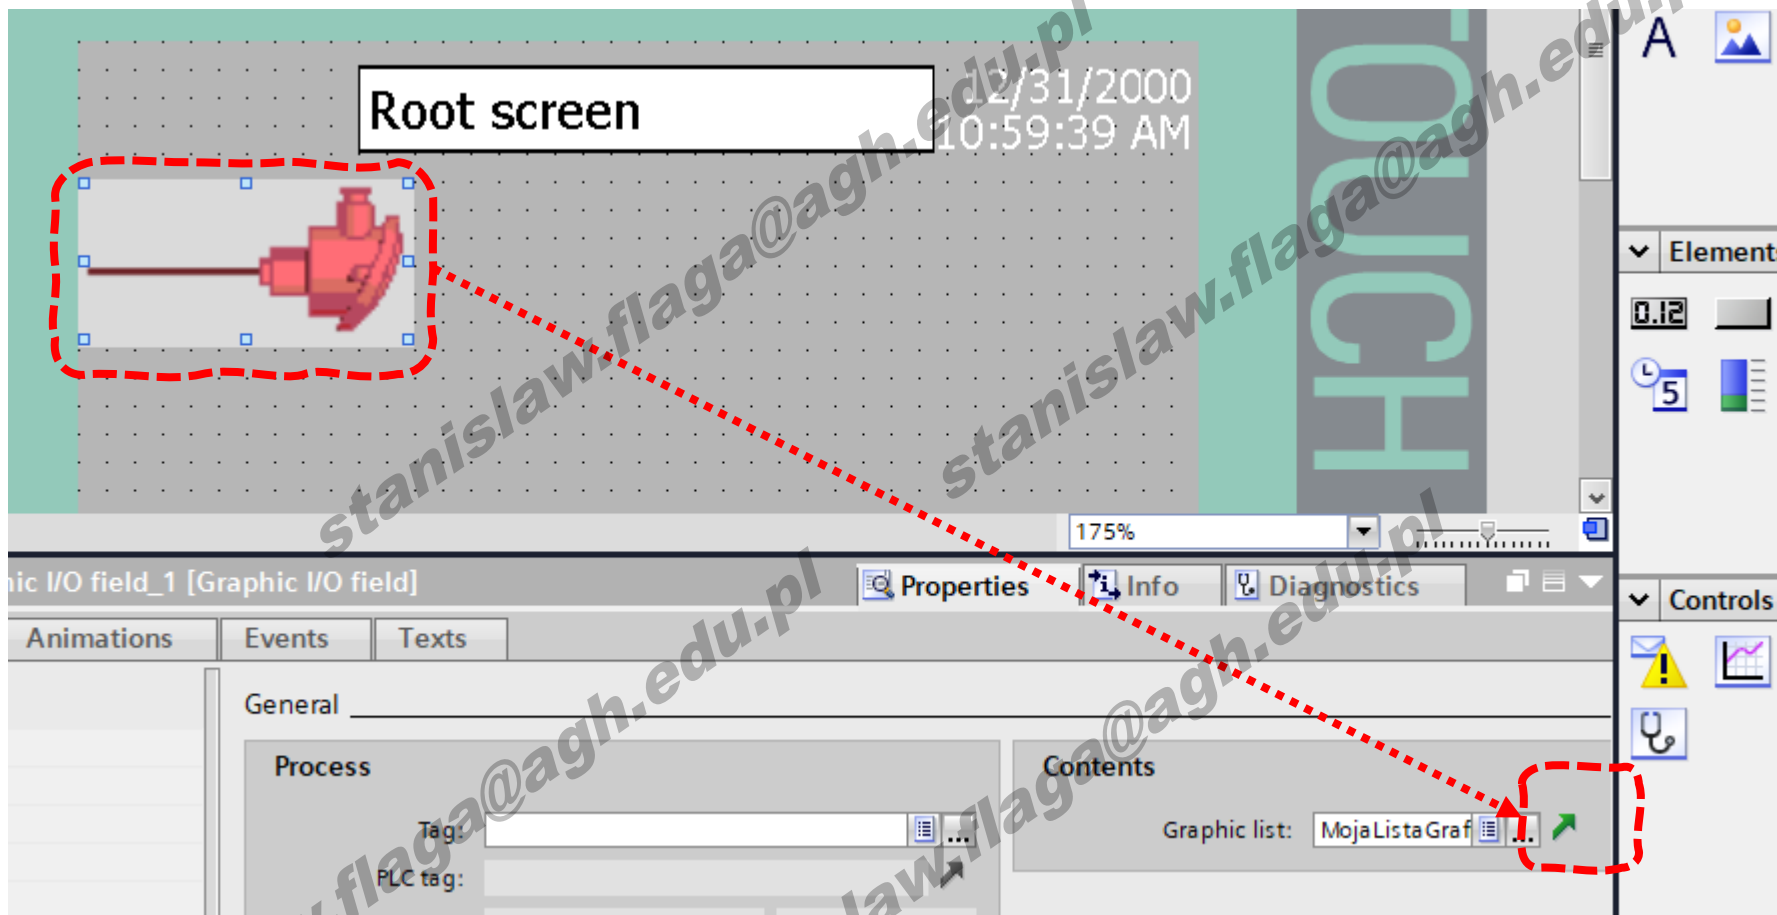 A
Root screen
12/31/2000
10:59:39 AM
TOUCH
Elements
0.12
5
175%
hic I/O field_1 [Graphic I/O field]
Properties
Info
Diagnostics
Controls
Animations
Events
Texts
General
Process
Contents
Tag:
...
Graphic list:
MojaListaGraf
...
PLC tag:
stanislaw.flaga@agh.edu.pl
stanislaw.flaga@agh.edu.pl
w.flaga@agh.edu.pl
law.flaga@agh.edu.pl